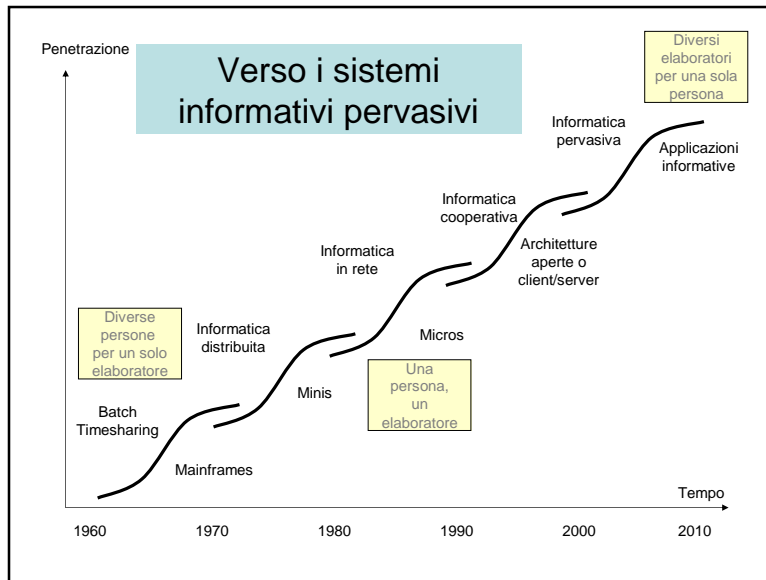 Penetrazione
Verso i sistemi
informativi pervasivi
Diversi
elaboratori
per una sola
persona
Informatica
pervasiva
Applicazioni
informative
Informatica
cooperativa
Architetture
aperte o
client/server
Informatica
in rete
Micros
Diverse
persone
per un solo
elaboratore
Informatica
distribuita
Minis
Una
persona,
un
elaboratore
Batch
Timesharing
Mainframes
Tempo
1960 1970 1980 1990 2000 2010